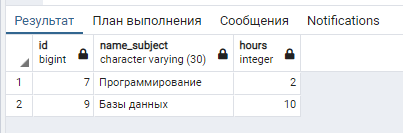 Результат План выполнения Сообщения Notifications
id name_subject hours
bigint character varying (30) integer
1 7 Программирование 2
2 9 Базы данных 10